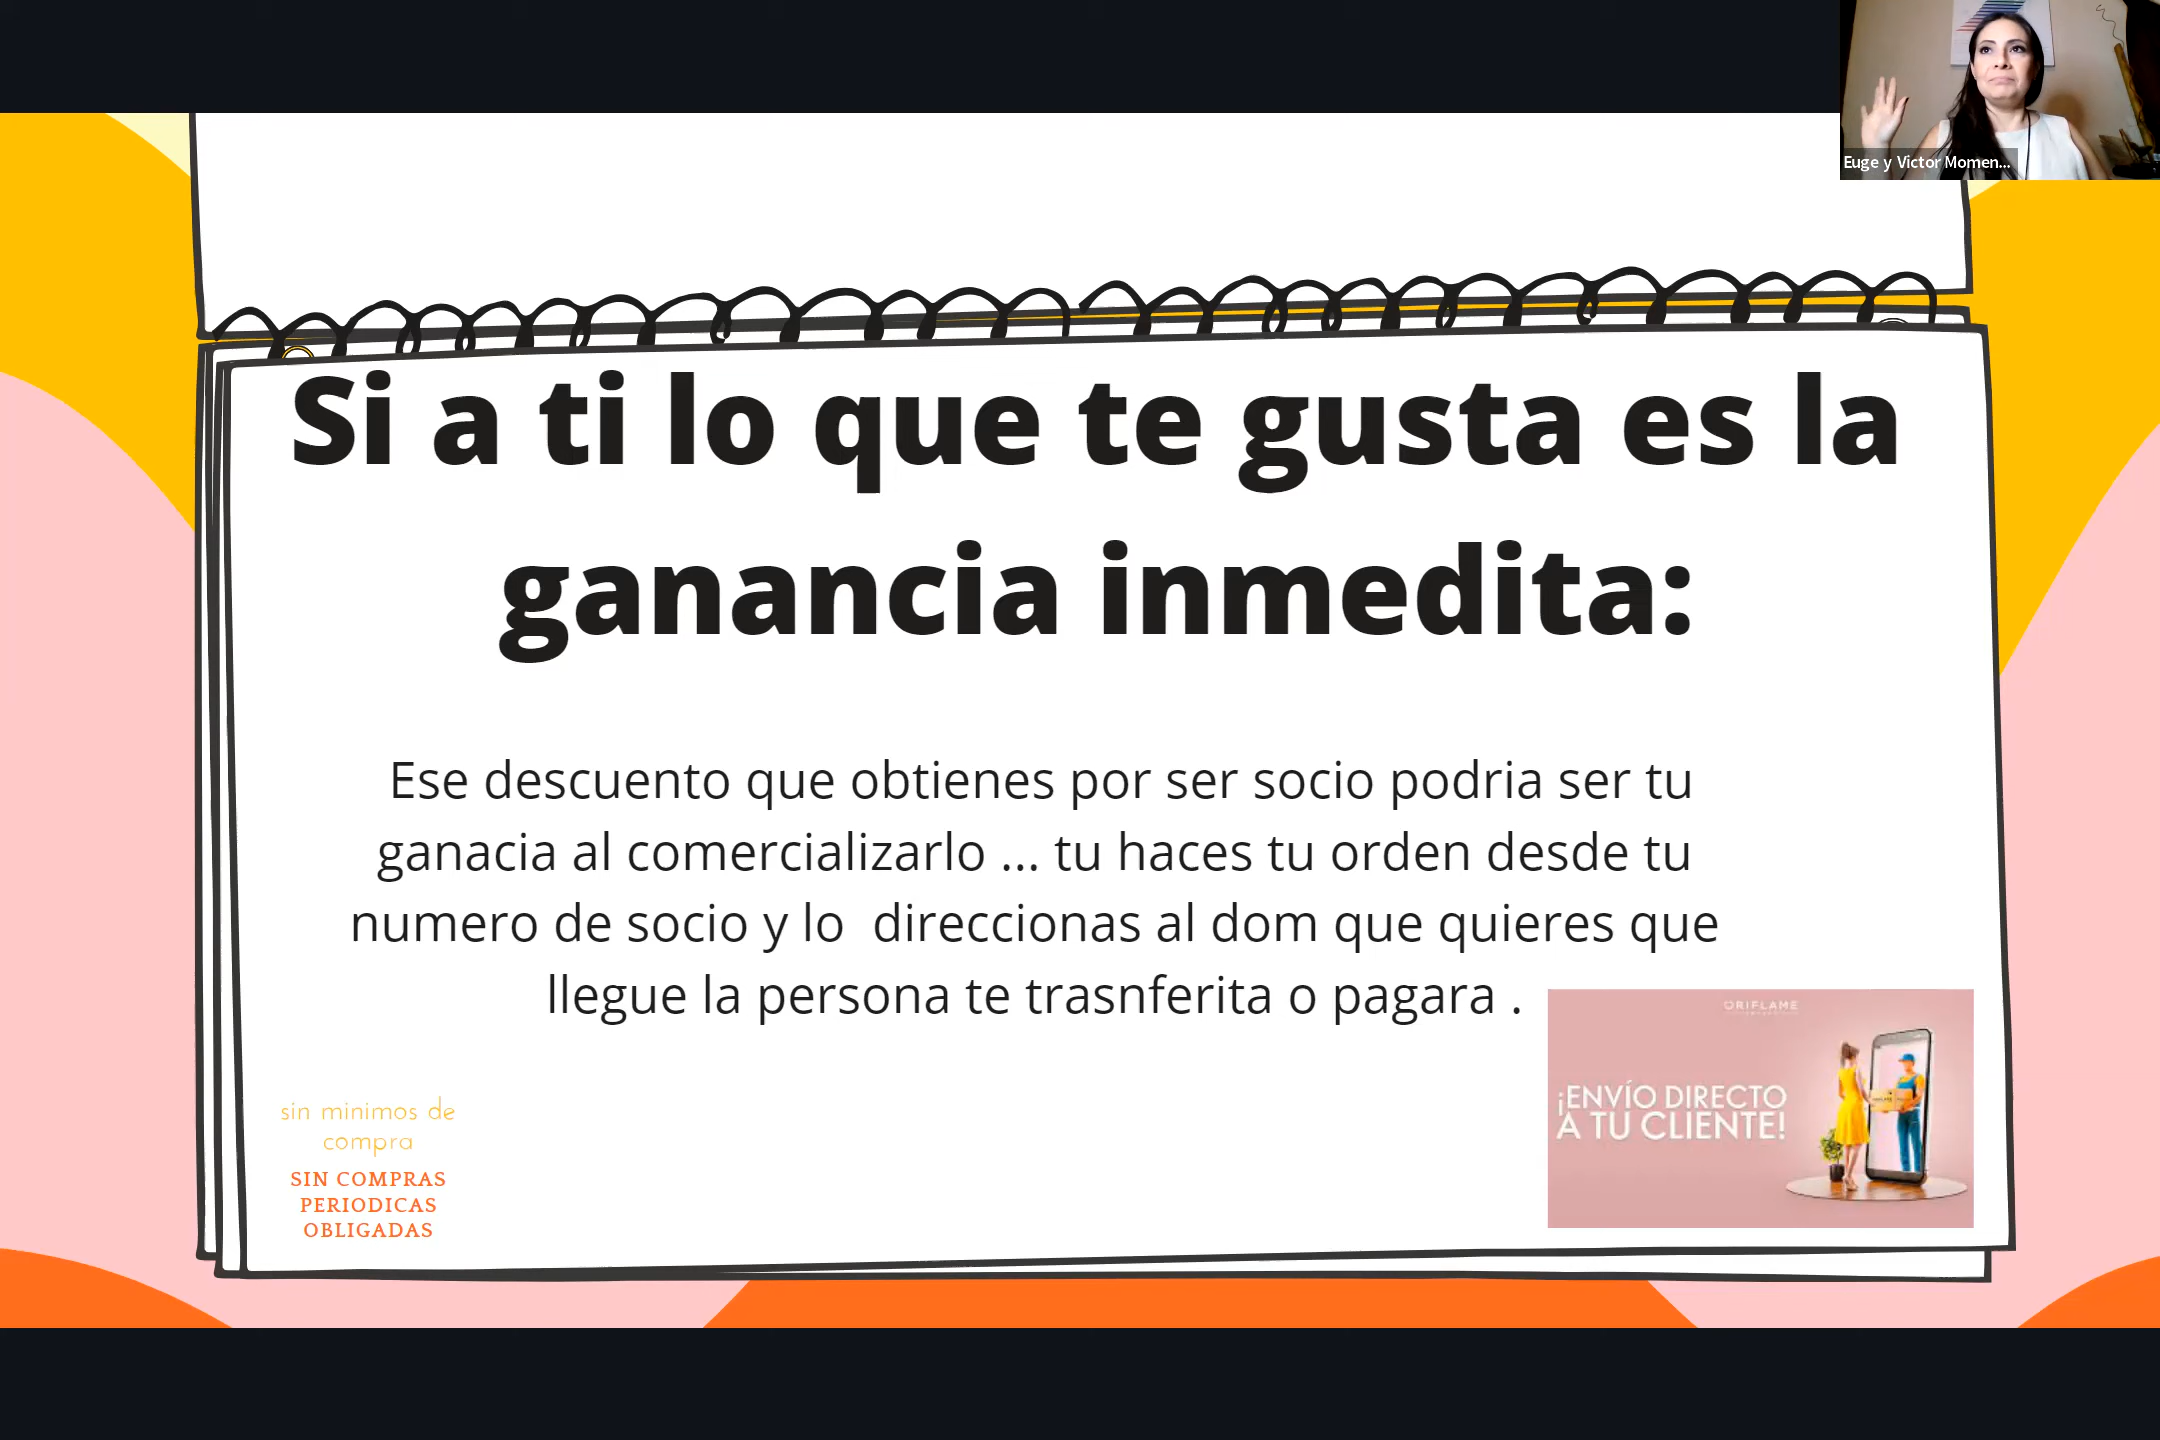 Euge y Victor Momen...
Si a ti lo que te gusta es la
ganancia inmedita:
Ese descuento que obtienes por ser socio podria ser tu
ganacia al comercializarlo ... tu haces tu orden desde tu
numero de socio y lo  direccionas al dom que quieres que
llegue la persona te trasnferita o pagara .
ORIFLAME
¡ENVÍO DIRECTO
A TU CLIENTE!
sin minimos de
compra
SIN COMPRAS
PERIODICAS
OBLIGADAS